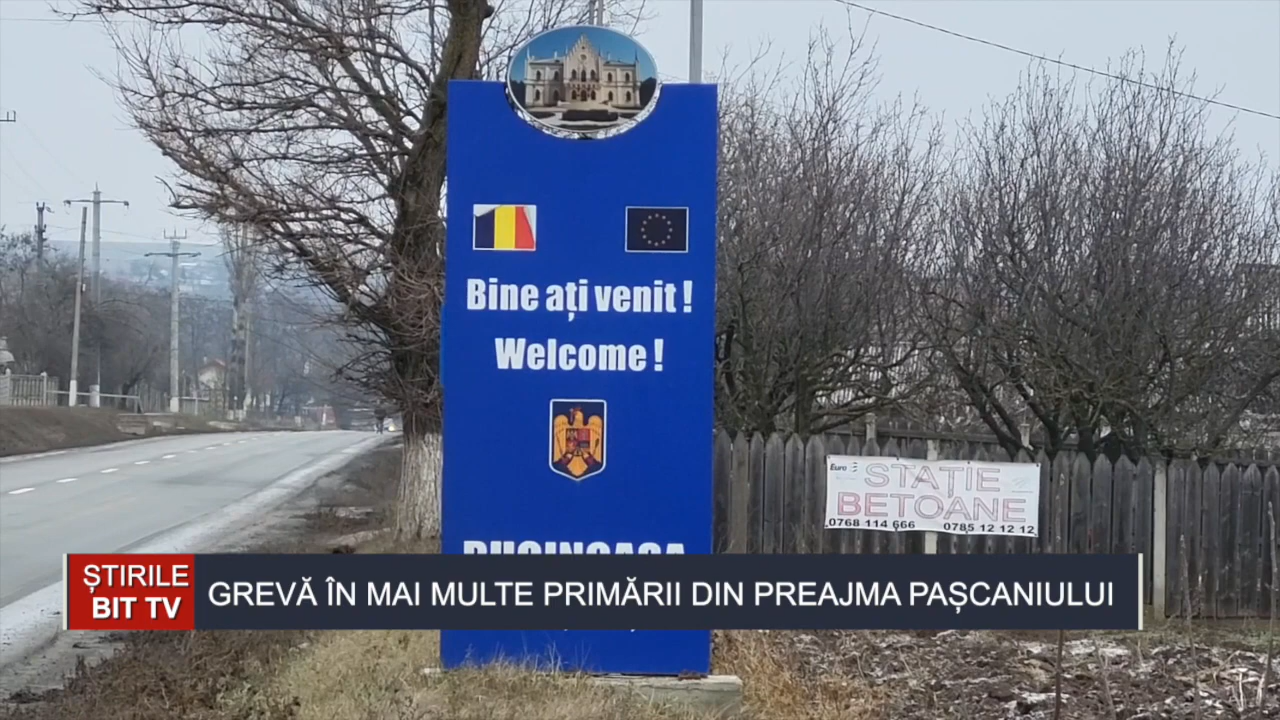 Bine ați venit!
Welcome!
Euro
STAȚIE
BETOANE
0768 114 666 0785 12 12 12
ȘTIRILE
BIT TV
GREVĂ ÎN MAI MULTE PRIMĂRII DIN PREAJMA PAȘCANIULUI